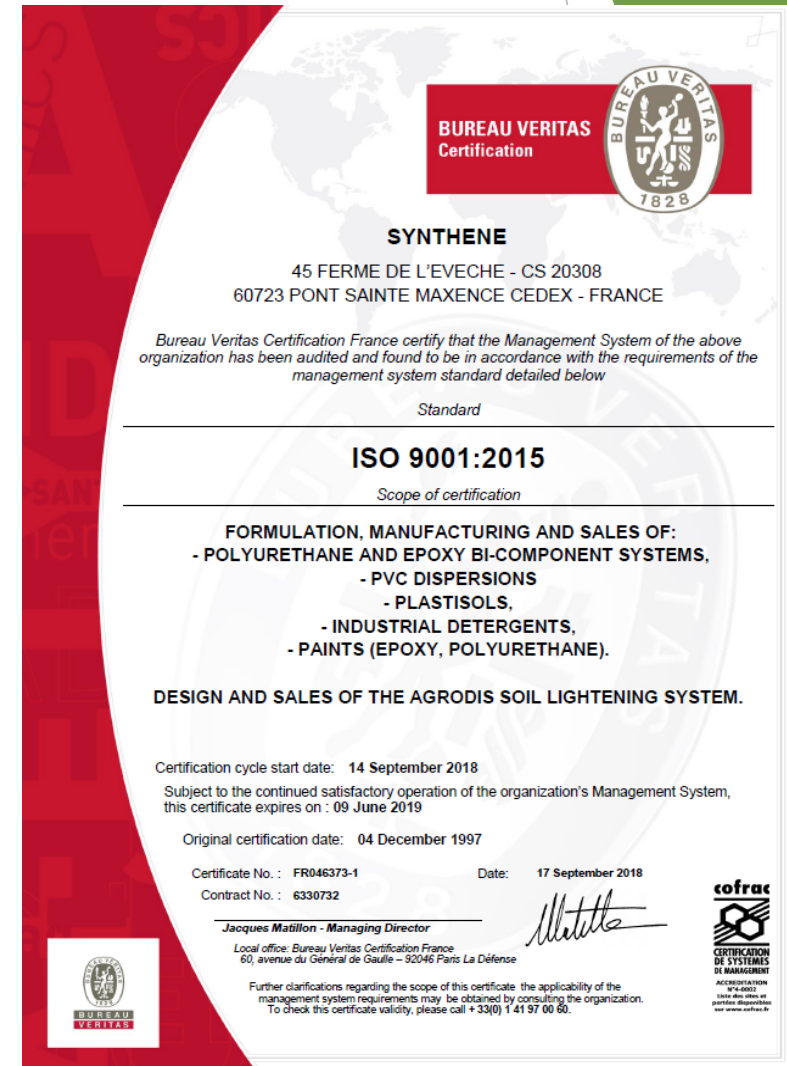 BUREAU VERITAS
Certification
BUREAU VERITAS
1828
SYNTHENE
45 FERME DE L'EVECHE - CS 20308
60723 PONT SAINTE MAXENCE CEDEX - FRANCE
Bureau Veritas Certification France certify that the Management System of the above
organization has been audited and found to be in accordance with the requirements of the
management system standard detailed below
Standard
ISO 9001:2015
Scope of certification
FORMULATION, MANUFACTURING AND SALES OF:
- POLYURETHANE AND EPOXY BI-COMPONENT SYSTEMS,
- PVC DISPERSIONS
- PLASTISOLS,
- INDUSTRIAL DETERGENTS,
- PAINTS (EPOXY, POLYURETHANE).
DESIGN AND SALES OF THE AGRODIS SOIL LIGHTENING SYSTEM.
Certification cycle start date: 14 September 2018
Subject to the continued satisfactory operation of the organization's Management System,
this certificate expires on : 09 June 2019
Original certification date: 04 December 1997
Certificate No. : FR046373-1 Date: 17 September 2018
Contract No. : 6330732
Jacques Matillon - Managing Director
Local office: Bureau Veritas Certification France
60, avenue du Général de Gaulle – 92046 Paris La Défense
Further clarifications regarding the scope of this certificate the applicability of the
management system requirements may be obtained by consulting the organization.
To check this certificate validity, please call + 33(0) 1 41 97 00 60.
cofrac
CERTIFICATION
DE SYSTEMES
DE MANAGEMENT
ACCREDITATION
N°4-0002
Liste des sites et
portées disponibles
sur www.cofrac.fr
BUREAU
VERITAS